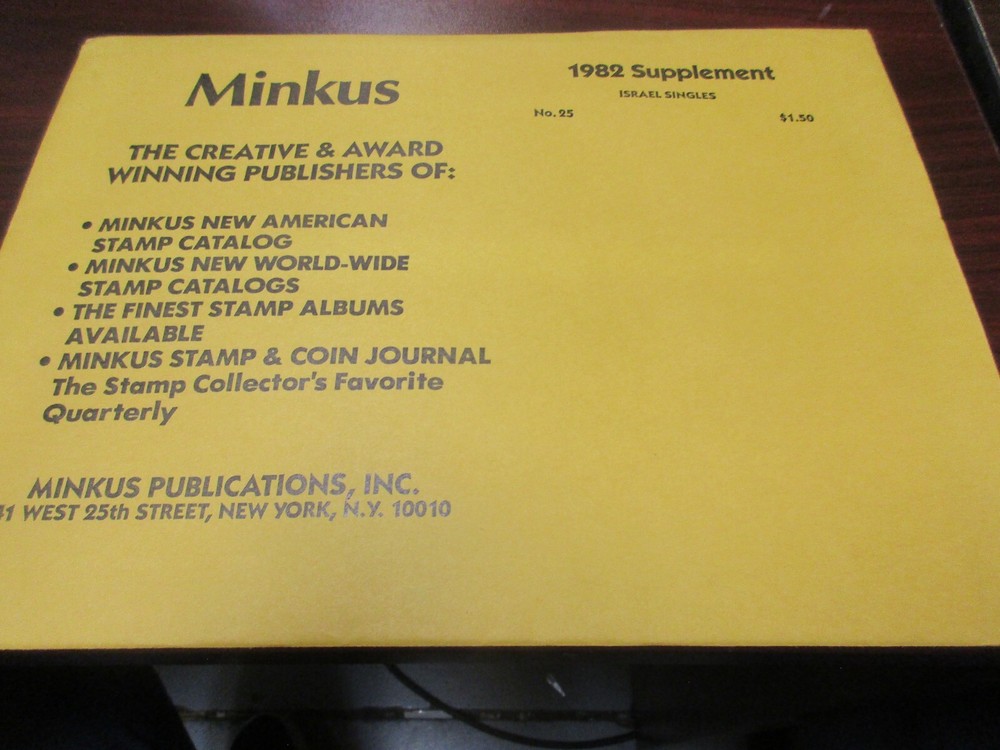 Minkus
THE CREATIVE & AWARD
WINNING PUBLISHERS OF:
• MINKUS NEW AMERICAN
STAMP CATALOG
• MINKUS NEW WORLD-WIDE
STAMP CATALOGS
• THE FINEST STAMP ALBUMS
AVAILABLE
• MINKUS STAMP & COIN JOURNAL
The Stamp Collector's Favorite
Quarterly
MINKUS PUBLICATIONS, INC.
WEST 25th STREET, NEW YORK, N.Y. 10010
1982 Supplement
ISRAEL SINGLES
No. 25 $1.50